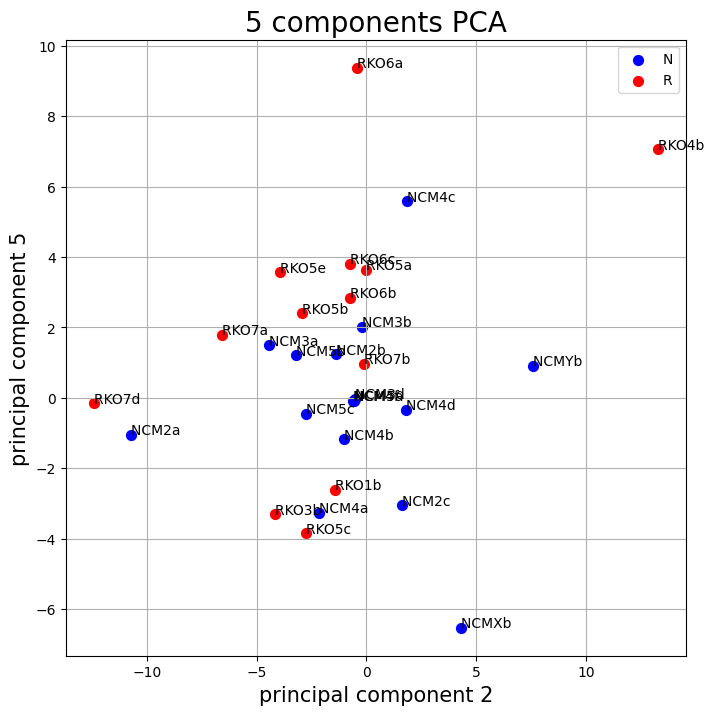 5 components PCA
N
R
RKO6a
RKO4b
NCM4c
RKO6c
RKO5a
RKO5e
RKO6b
RKO5b
NCM3b
RKO7a
NCM3a
NCM2b
RKO7b
NCMYb
NCM3d
RKO7d
NCM5c
NCM4d
NCM2a
NCM4b
RKO1b
NCM2c
RKO3b
NCM4a
RKO5c
NCMXb
10
8
6
4
2
0
−2
−4
−6
−10
−5
0
5
10
principal component 5
principal component 2